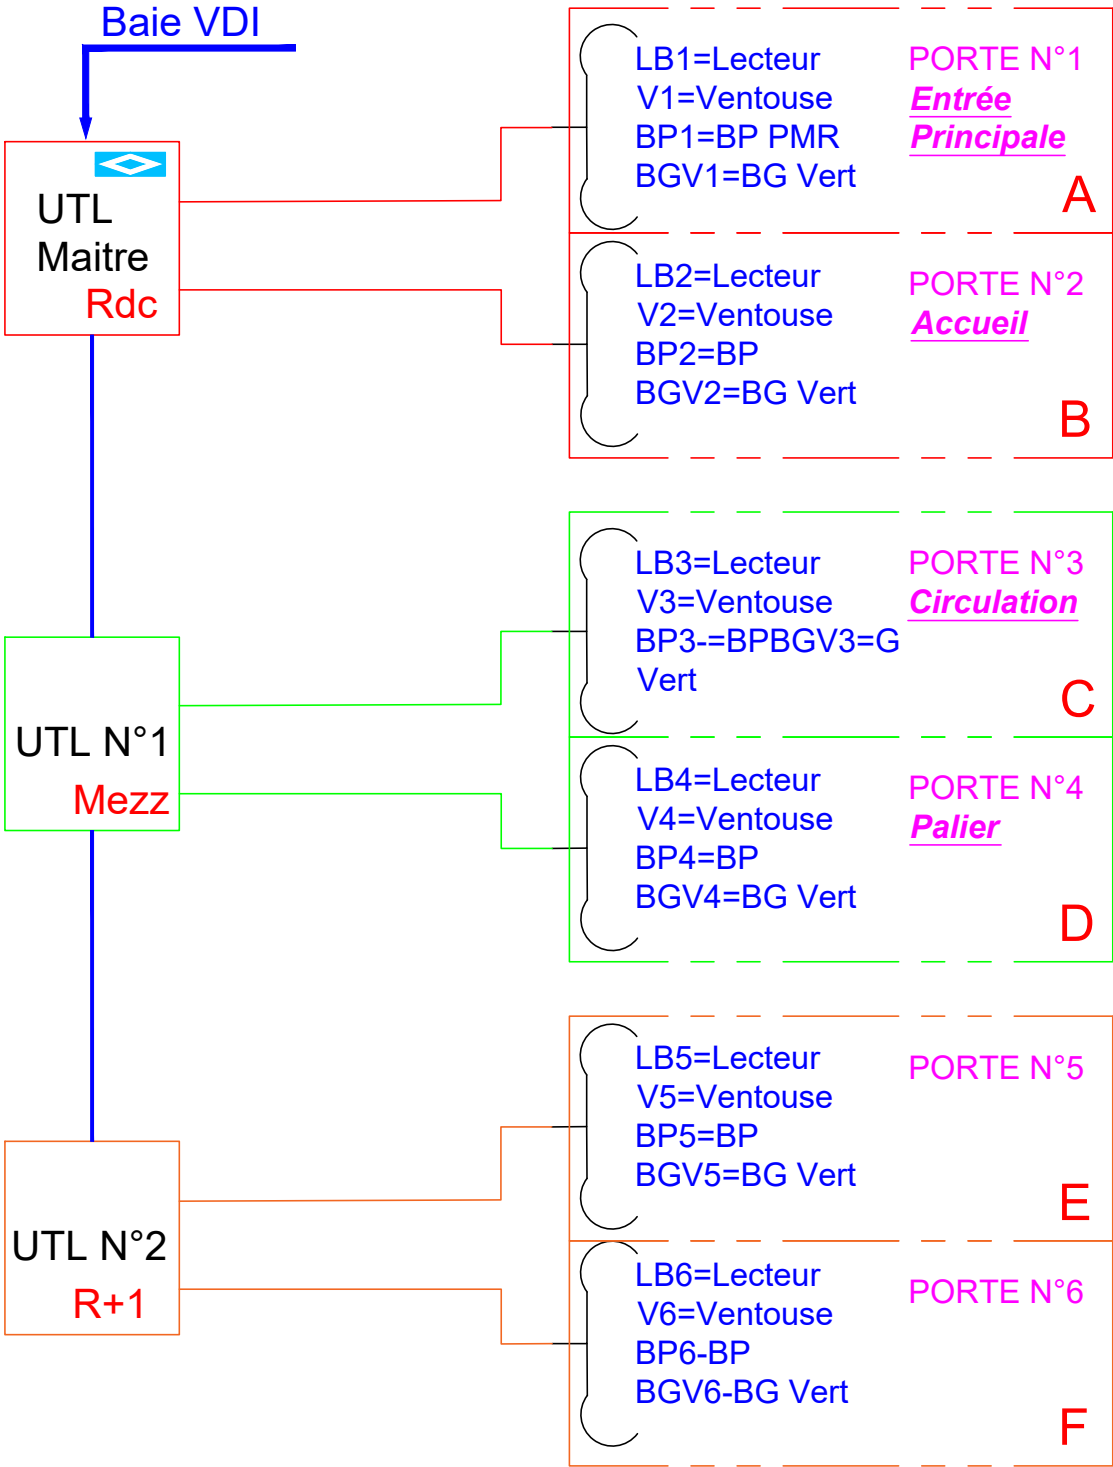 Baie VDI
UTL
Maitre
Rdc
LB1=Lecteur
V1=Ventouse
BP1=BP PMR
BGV1=BG Vert
PORTE N°1
Entrée
Principale
A
LB2=Lecteur
V2=Ventouse
BP2=BP
BGV2=BG Vert
PORTE N°2
Accueil
B
UTL N°1
Mezz
LB3=Lecteur
V3=Ventouse
BP3-=BPBGV3=G
Vert
PORTE N°3
Circulation
C
LB4=Lecteur
V4=Ventouse
BP4=BP
BGV4=BG Vert
PORTE N°4
Palier
D
UTL N°2
R+1
LB5=Lecteur
V5=Ventouse
BP5=BP
BGV5=BG Vert
PORTE N°5
E
LB6=Lecteur
V6=Ventouse
BP6-BP
BGV6-BG Vert
PORTE N°6
F